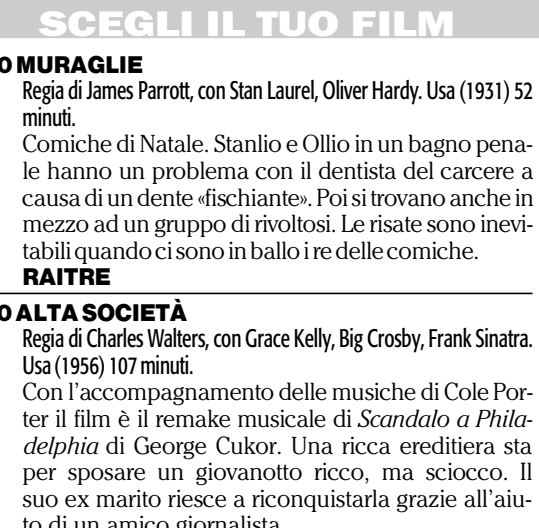 SCEGLI IL TUO FILM
0 MURAGLIE
Regia di James Parrott, con Stan Laurel, Oliver Hardy. Usa (1931) 52
minuti.
Comiche di Natale. Stanlio e Ollio in un bagno pena-
le hanno un problema con il dentista del carcere a
causa di un dente «fischiante». Poi si trovano anche in
mezzo ad un gruppo di rivoltosi. Le risate sono inevi-
tabili quando ci sono in ballo i re delle comiche.
RAITRE
0 ALTA SOCIETÀ
Regia di Charles Walters, con Grace Kelly, Big Crosby, Frank Sinatra.
Usa (1956) 107 minuti.
Con l'accompagnamento delle musiche di Cole Por-
ter il film è il remake musicale di Scandalo a Phila-
delphia di George Cukor. Una ricca ereditiera sta
per sposare un giovanotto ricco, ma sciocco. Il
suo ex marito riesce a riconquistarla grazie all'aiu-
to di un amico giornalista.